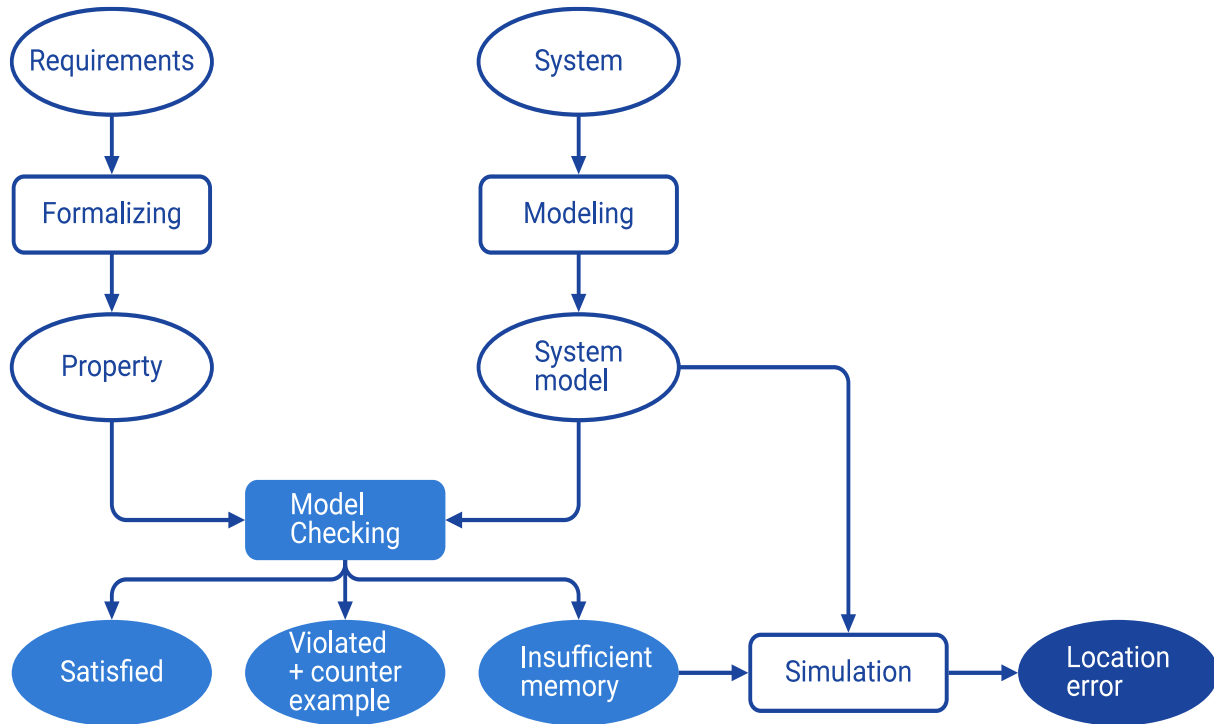 Requirements
System
Formalizing
Modeling
Property
System
model
Model
Checking
Satisfied
Violated
+ counter
example
Insufficient
memory
Simulation
Location
error